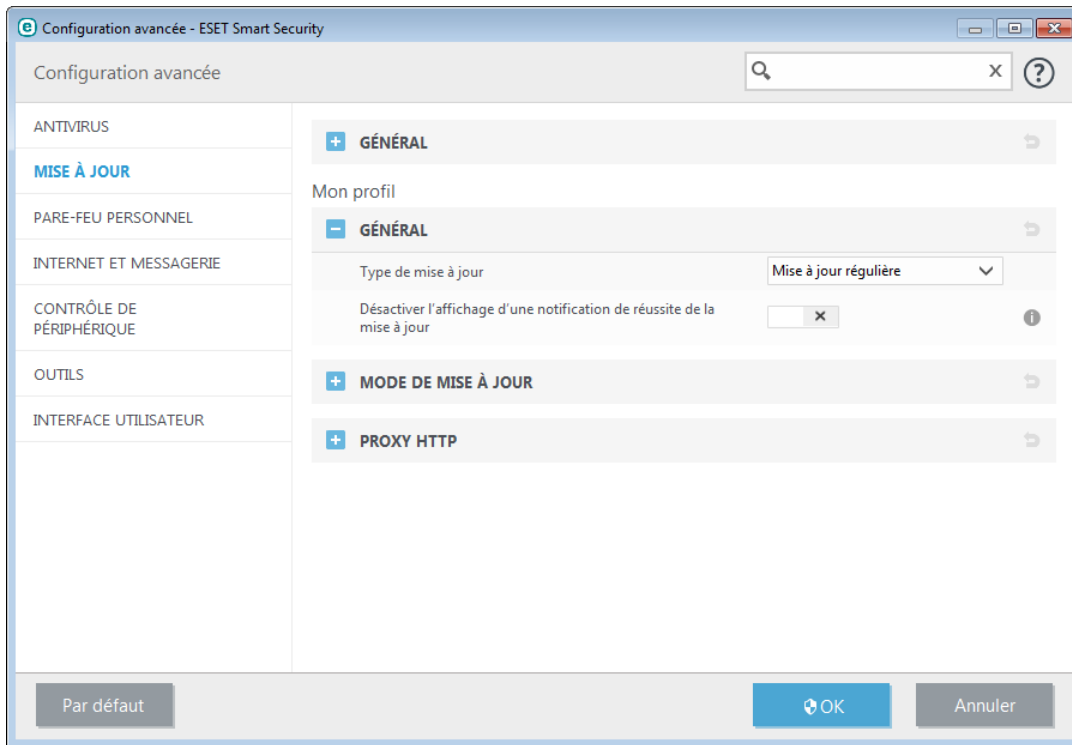 Configuration avancée - ESET Smart Security
Configuration avancée
ANTIVIRUS
MISE À JOUR
PARE-FEU PERSONNEL
INTERNET ET MESSAGERIE
CONTRÔLE DE
PÉRIPHÉRIQUE
OUTILS
INTERFACE UTILISATEUR
GÉNÉRAL
Mon profil
GÉNÉRAL
Type de mise à jour
Mise à jour régulière
Désactiver l'affichage d'une notification de réussite de la
mise à jour
MODE DE MISE À JOUR
PROXY HTTP
Par défaut
OK
Annuler